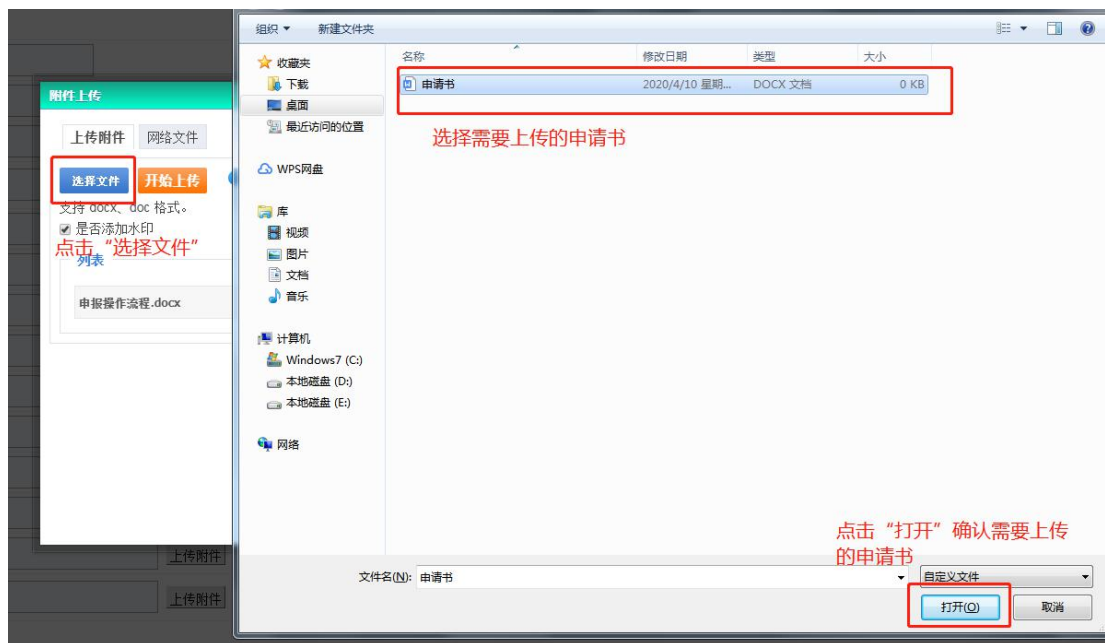 组织 新建文件夹
附件上传
上传附件 网络文件
选择文件 开始上传
支持 docx、doc 格式。
是否添加水印
点击“选择文件”
列表
申报操作流程.docx
收藏夹
下载
桌面
最近访问的位置
WPS网盘
库
视频
图片
文档
音乐
计算机
Windows7 (C:)
本地磁盘 (D:)
本地磁盘 (E:)
网络
名称 修改日期 类型 大小
申请书 2020/4/10 星期... DOCX 文档 0 KB
选择需要上传的申请书
点击“打开”确认需要上传
的申请书
文件名(N): 申请书 自定义文件
打开(O) 取消
上传附件
上传附件